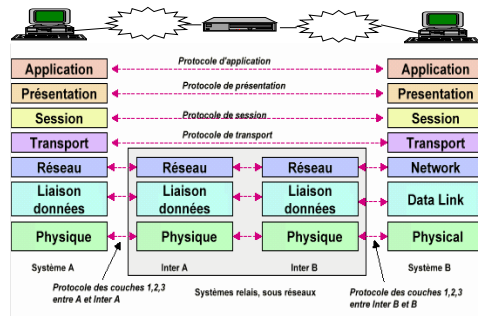 Protocole d'application
Application
Application
Protocole de présentation
Présentation
Presentation
Protocole de session
Session
Session
Protocole de transport
Transport
Transport
Réseau
Réseau
Réseau
Network
Liaison
données
Liaison
données
Liaison
données
Data Link
Physique
Physique
Physique
Physical
Système A
Inter A
Inter B
Système B
Protocole des couches 1,2,3
entre A et Inter A
Systèmes relais, sous réseaux
Protocole des couches 1,2,3
entre Inter B et B